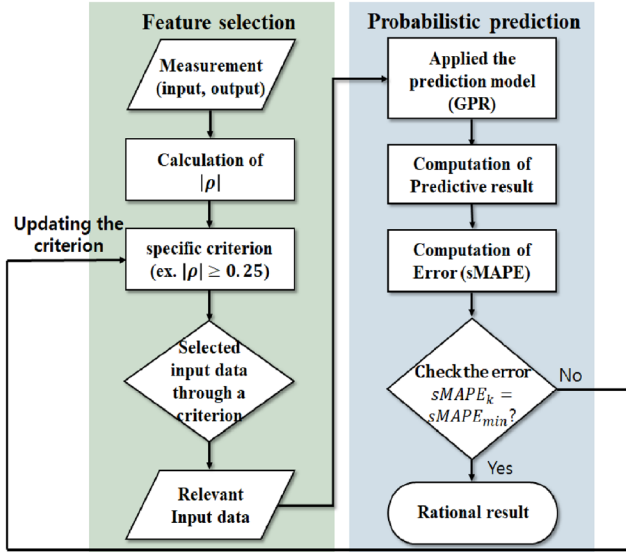 Feature selection
Measurement
(input, output)
Calculation of
|ρ|
Updating the
criterion
specific criterion
(ex. |ρ| ≥ 0.25)
Selected
input data
through a
criterion
Relevant
Input data
Probabilistic prediction
Applied the
prediction model
(GPR)
Computation of
Predictive result
Computation of
Error (sMAPE)
Check the error
sMAPEₖ =
sMAPEₘᵢₙ?
No
Yes
Rational result